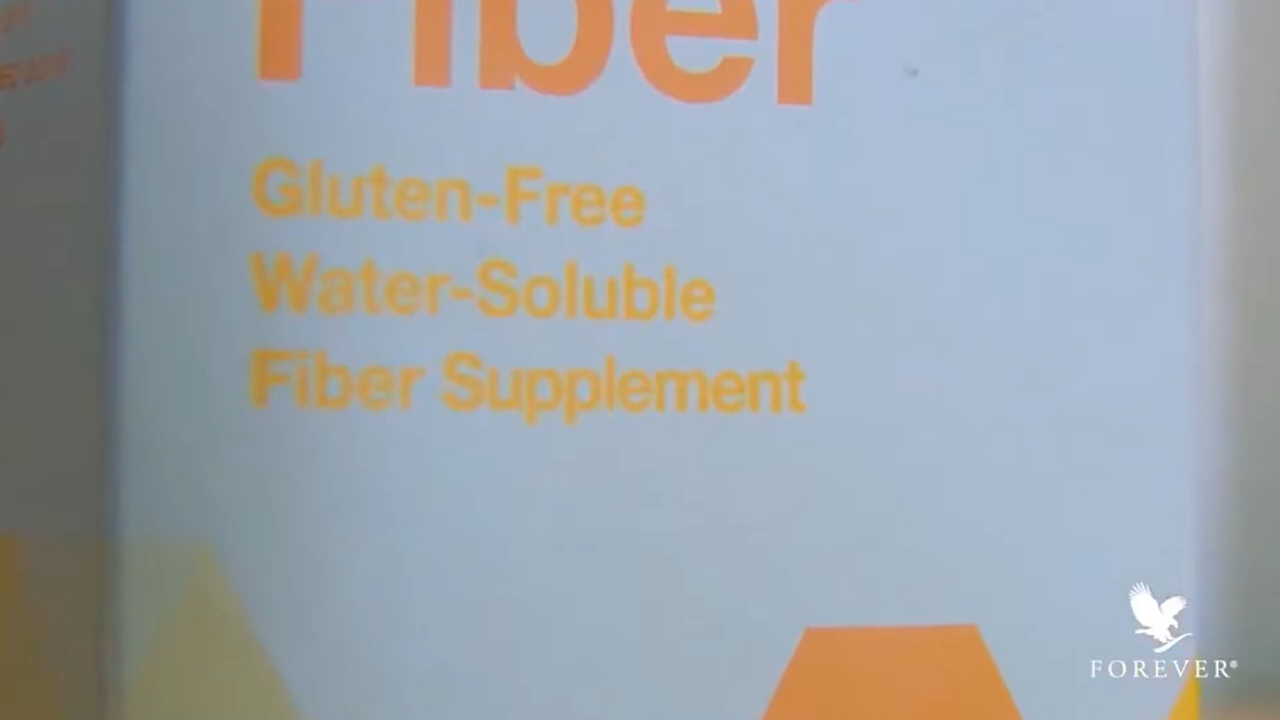 Fiber
Gluten-Free
Water-Soluble
Fiber Supplement
FOREVER®